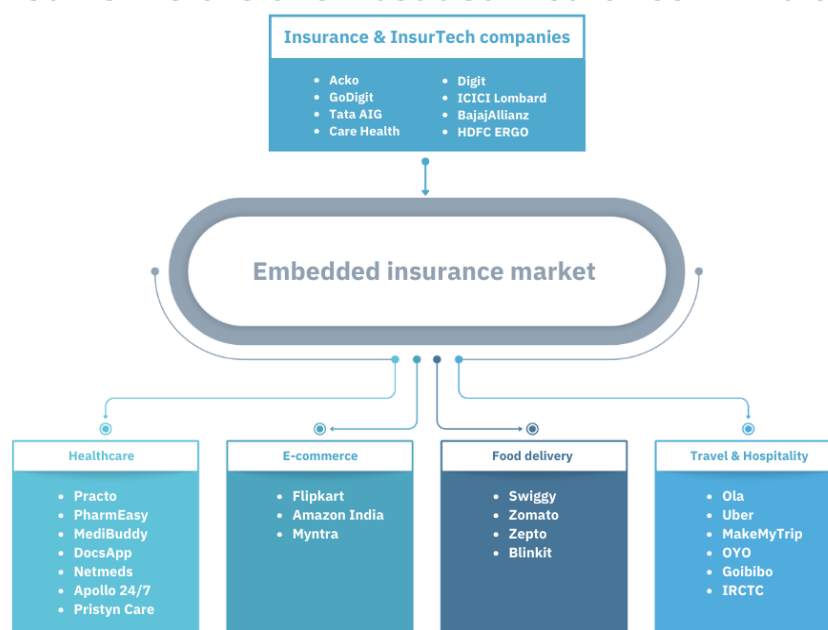 Insurance & InsurTech companies
Acko
GoDigit
Tata AIG
Care Health
Digit
ICICI Lombard
BajajAllianz
HDFC ERGO
Embedded insurance market
Healthcare
Practo
PharmEasy
MediBuddy
DocsApp
Netmeds
Apollo 24/7
Pristyn Care
E-commerce
Flipkart
Amazon India
Myntra
Food delivery
Swiggy
Zomato
Zepto
Blinkit
Travel & Hospitality
Ola
Uber
MakeMyTrip
OYO
Goibibo
IRCTC